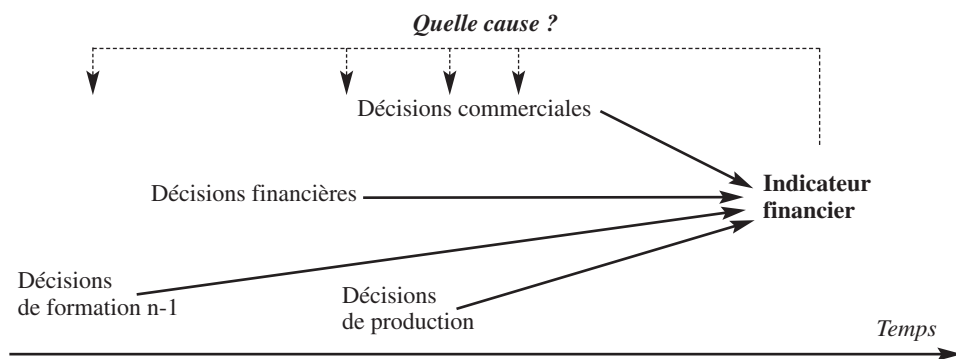 Quelle cause ?
Décisions commerciales
Décisions financières
Indicateur
financier
Décisions
de formation n-1
Décisions
de production
Temps